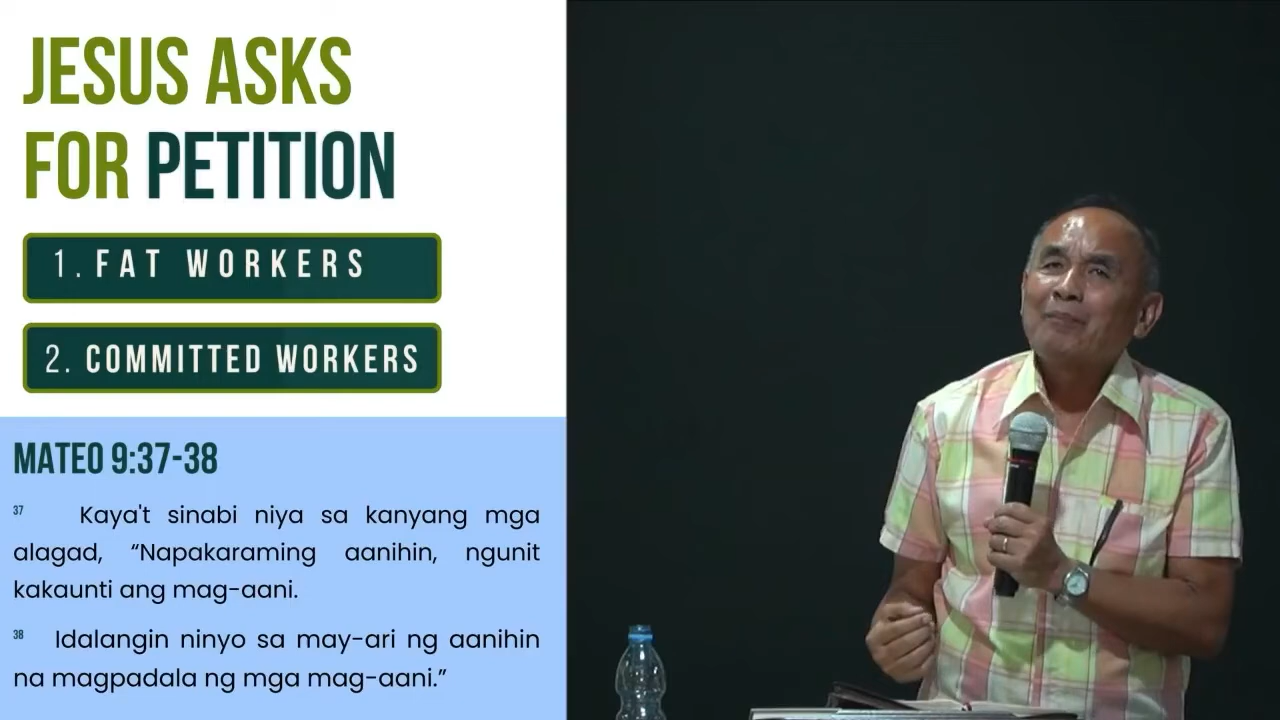 JESUS ASKS
FOR PETITION
1. FAT WORKERS
2. COMMITTED WORKERS
MATEO 9:37-38
37 Kaya't sinabi niya sa kanyang mga
alagad, “Napakaraming aanihin, ngunit
kakaunti ang mag-aani.
38 Idalangin ninyo sa may-ari ng aanihin
na magpadala ng mga mag-aani.”